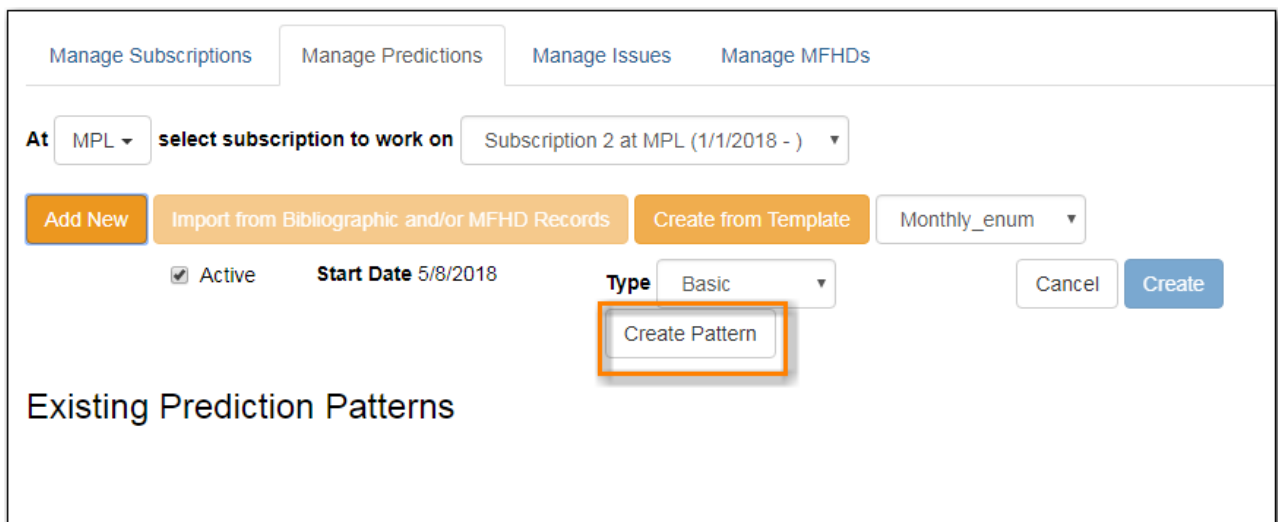 Manage Subscriptions Manage Predictions Manage Issues Manage MFHDs
At MPL select subscription to work on Subscription 2 at MPL (1/1/2018 - )
Add New Import from Bibliographic and/or MFHD Records Create from Template Monthly_enum
Active Start Date 5/8/2018 Type Basic Cancel Create
Create Pattern
Existing Prediction Patterns